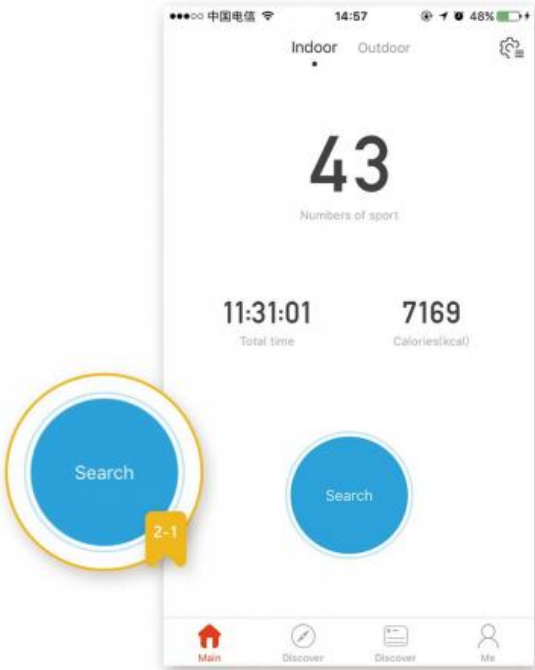 中国电信 14:57 48%
Indoor Outdoor
43
Numbers of sport
11:31:01 7169
Total time Calories(kcal)
Search
2-1
Search
Main Discover Discover Me